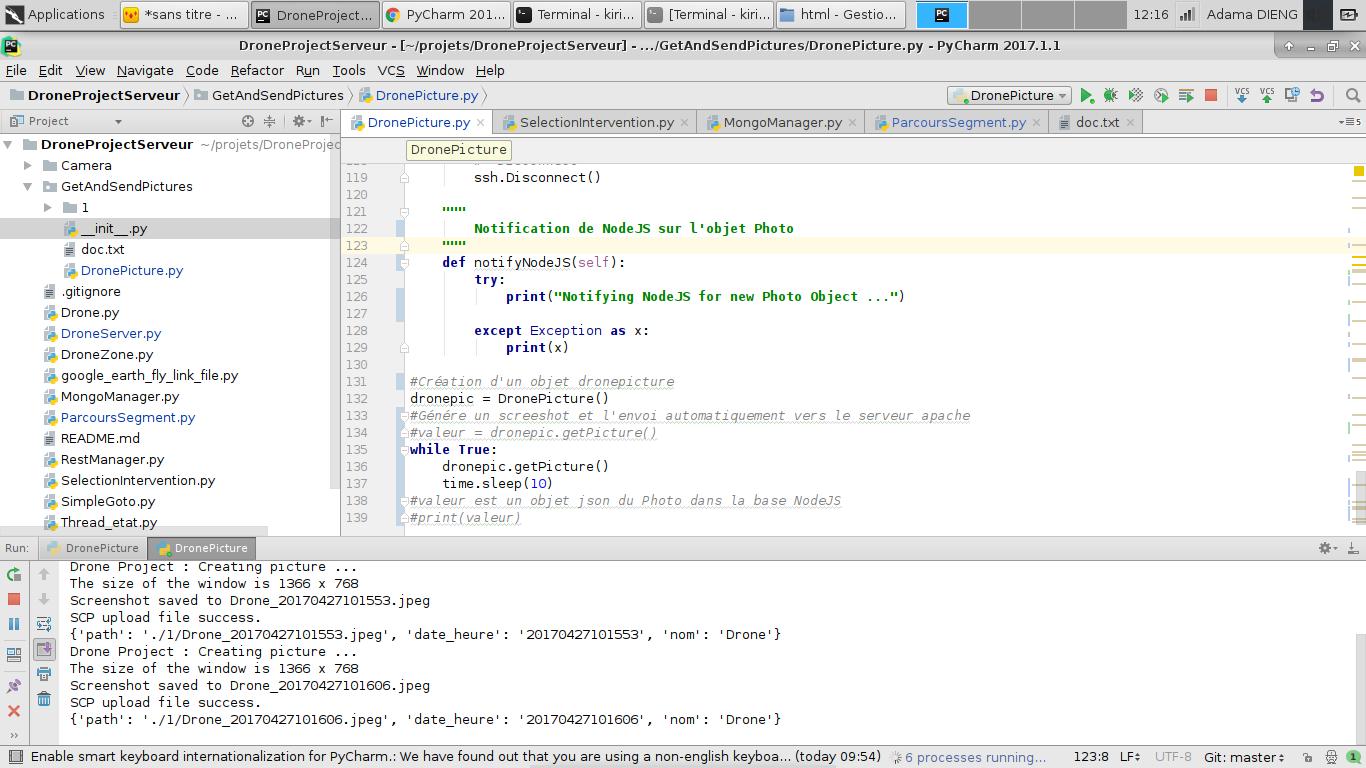 Applications
*sans titre - ...
DroneProject...
PyCharm 201...
Terminal - kiri...
[Terminal - kiri...
html - Gestio...
12:16
Adama DIENG
DroneProjectServeur - [~/projets/DroneProjectServeur] - .../GetAndSendPictures/DronePicture.py - PyCharm 2017.1.1
File Edit View Navigate Code Refactor Run Tools VCS Window Help
DroneProjectServeur GetAndSendPictures DronePicture.py
DronePicture
VCS VCS
Project
DronePicture.py SelectionIntervention.py MongoManager.py ParcoursSegment.py doc.txt
5
DroneProjectServeur ~/projets/DroneProjec
Camera
GetAndSendPictures
1
__init__.py
doc.txt
DronePicture.py
.gitignore
Drone.py
DroneServer.py
DroneZone.py
google_earth_fly_link_file.py
MongoManager.py
ParcoursSegment.py
README.md
RestManager.py
SelectionIntervention.py
SimpleGoto.py
Thread_etat.py
DronePicture
119 ssh.Disconnect()
120
121 """
122 Notification de NodeJS sur l'objet Photo
123 """
124 def notifyNodeJS(self):
125 try:
126 print("Notifying NodeJS for new Photo Object ...")
127
128 except Exception as x:
129 print(x)
130
131 #Création d'un objet dronepicture
132 dronepic = DronePicture()
133 #Génére un screeshot et l'envoi automatiquement vers le serveur apache
134 #valeur = dronepic.getPicture()
135 while True:
136 dronepic.getPicture()
137 time.sleep(10)
138 #valeur est un objet json du Photo dans la base NodeJS
139 #print(valeur)
Run: DronePicture DronePicture
Drone Project : Creating picture ...
The size of the window is 1366 x 768
Screenshot saved to Drone_20170427101553.jpeg
SCP upload file success.
{'path': './1/Drone_20170427101553.jpeg', 'date_heure': '20170427101553', 'nom': 'Drone'}
Drone Project : Creating picture ...
The size of the window is 1366 x 768
Screenshot saved to Drone_20170427101606.jpeg
SCP upload file success.
{'path': './1/Drone_20170427101606.jpeg', 'date_heure': '20170427101606', 'nom': 'Drone'}
Enable smart keyboard internationalization for PyCharm.: We have found out that you are using a non-english keyboa... (today 09:54) 6 processes running... 123:8 LF UTF-8 Git: master 1